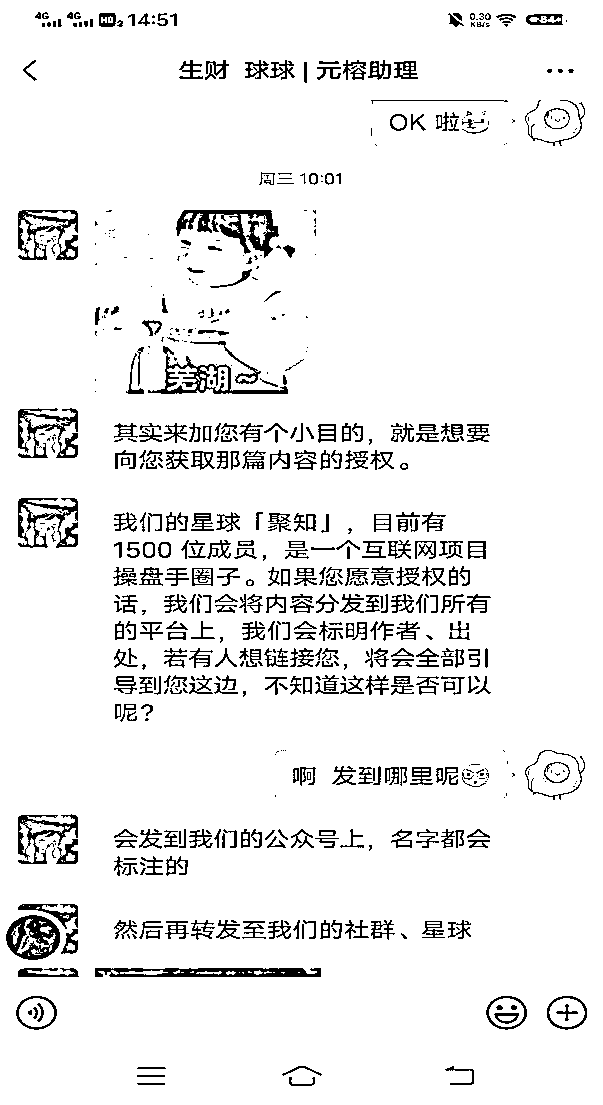 4G 4G HD 2 14:51 0.30 KB/s 84
生财 球球 | 元榕助理
OK 啦
周三 10:01
芜湖~
其实来加您有个小目的，就是想要
向您获取那篇内容的授权。
我们的星球「聚知」，目前有
1500 位成员，是一个互联网项目
操盘手圈子。如果您愿意授权的
话，我们会将内容分发到我们所有
的平台上，我们会标明作者、出
处，若有人想链接您，将会全部引
导到您这边，不知道这样是否可以
呢？
啊 发到哪里呢
会发到我们的公众号上，名字都会
标注的
然后再转发至我们的社群、星球